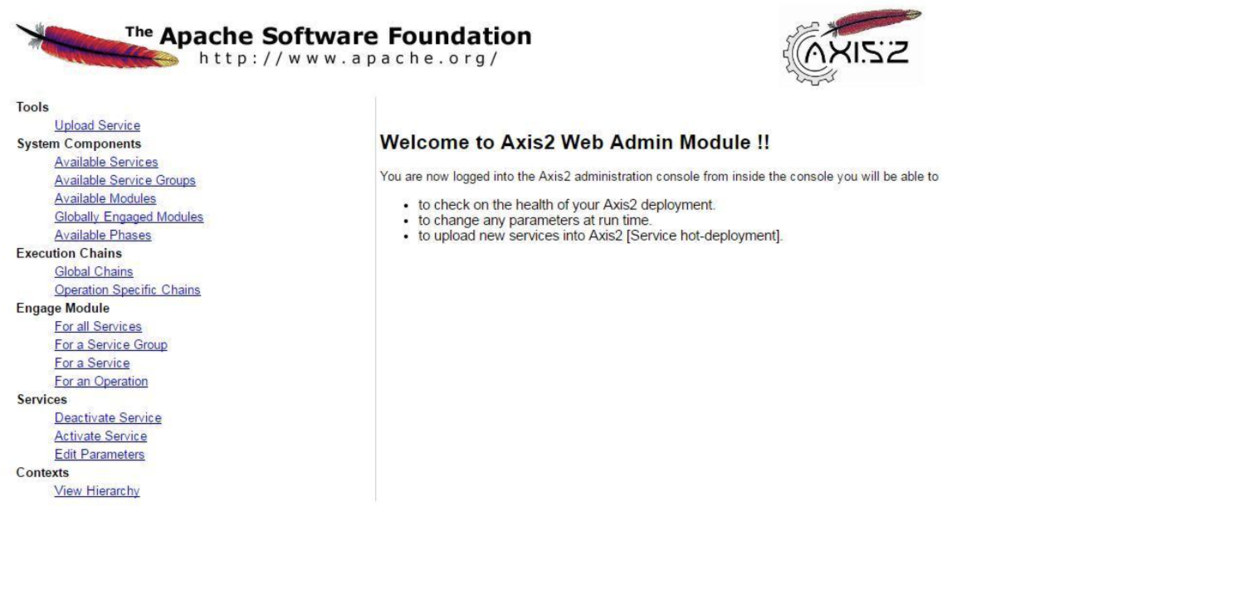 The Apache Software Foundation
http://www.apache.org/
AXIS2
Tools
Upload Service
System Components
Available Services
Available Service Groups
Available Modules
Globally Engaged Modules
Available Phases
Execution Chains
Global Chains
Operation Specific Chains
Engage Module
For all Services
For a Service Group
For a Service
For an Operation
Services
Deactivate Service
Activate Service
Edit Parameters
Contexts
View Hierarchy
Welcome to Axis2 Web Admin Module !!
You are now logged into the Axis2 administration console from inside the console you will be able to
• to check on the health of your Axis2 deployment.
• to change any parameters at run time.
• to upload new services into Axis2 [Service hot-deployment].